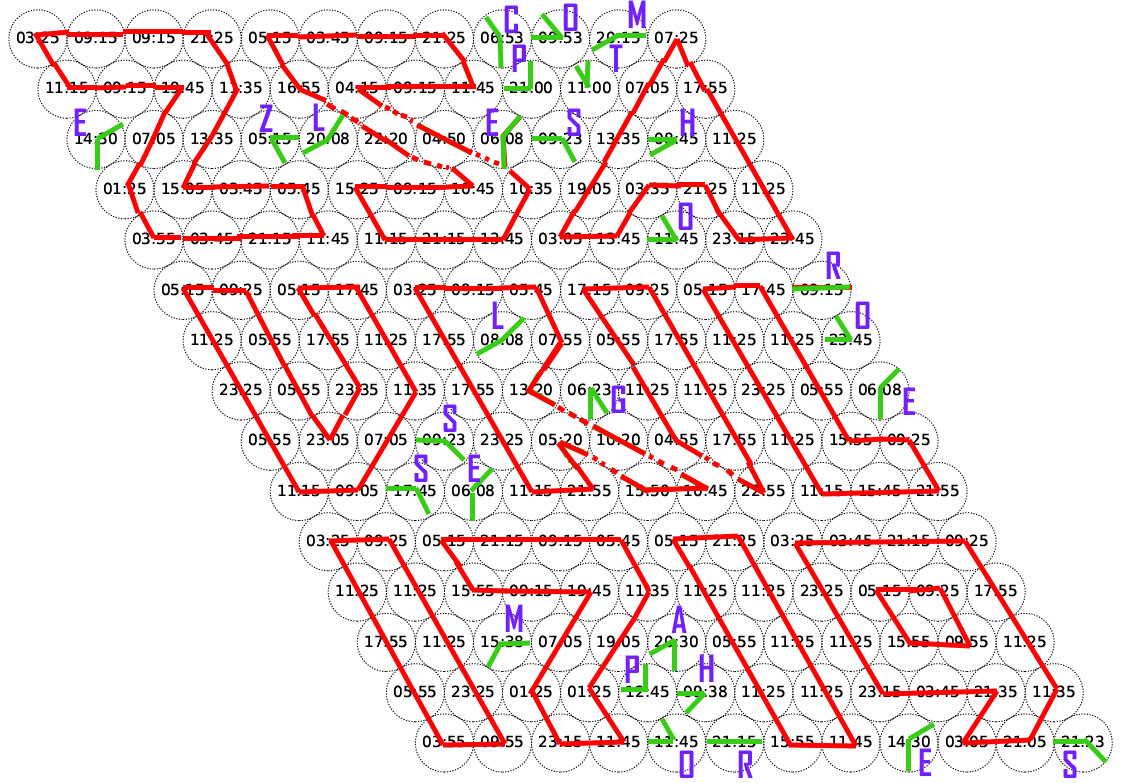 C O M
03:25 09:15 09:15 21:25 05:15 03:45 09:15 21:25 06:53 09:53 20:15 07:25
P T
11:15 09:15 19:45 11:35 16:55 04:15 09:15 11:45 21:00 11:00 07:05 17:55
E Z L E S H
14:30 07:05 13:35 05:15 20:08 22:20 04:50 06:08 09:23 13:35 08:45 11:25
01:25 15:05 03:45 05:45 15:25 09:15 10:45 10:35 19:05 03:35 21:25 11:25
O
03:55 03:45 21:15 11:45 11:15 21:15 13:45 03:05 13:45 11:45 23:15 23:45
R
05:15 09:25 05:15 17:45 03:25 09:15 05:45 17:15 09:25 05:15 17:45 09:15
L O
11:25 05:55 17:55 11:25 08:08 07:55 05:55 17:55 11:25 11:25 23:45
G E
23:25 05:55 23:35 11:35 17:55 13:20 06:23 11:25 11:25 23:25 05:55 06:08
S
05:55 23:05 07:05 09:23 23:25 05:20 10:20 04:55 17:55 11:25 15:55 09:25
S E
11:15 09:05 17:45 06:08 11:15 21:55 15:50 10:45 22:55 11:15 15:45 21:55
03:25 09:25 05:15 21:15 09:15 05:45 05:15 21:25 03:25 03:45 21:15 09:25
11:25 11:25 15:55 09:15 19:45 11:35 11:25 11:25 23:25 05:15 09:25 17:55
M A
17:55 11:25 15:38 07:05 19:05 20:30 05:55 11:25 11:25 15:55 09:55 11:25
P H
05:55 23:25 01:25 01:25 12:45 09:38 11:25 11:25 23:15 03:45 21:35 11:35
03:55 09:55 23:15 11:45 11:45 21:15 15:55 11:45 14:30 03:05 21:05 21:23
O R E S